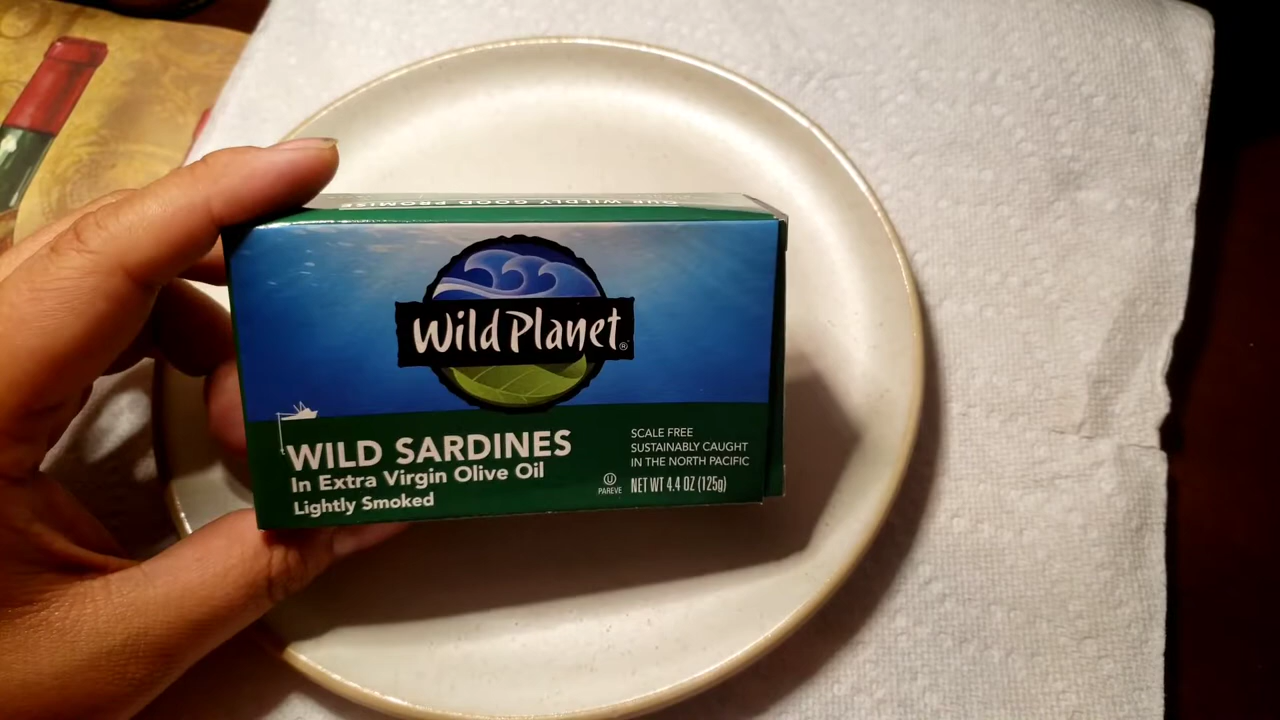 OUR WILDLY GOOD PROMISE
Wild Planet®
WILD SARDINES
In Extra Virgin Olive Oil
Lightly Smoked
SCALE FREE
SUSTAINABLY CAUGHT
IN THE NORTH PACIFIC
U
PAREVE
NET WT 4.4 OZ (125g)